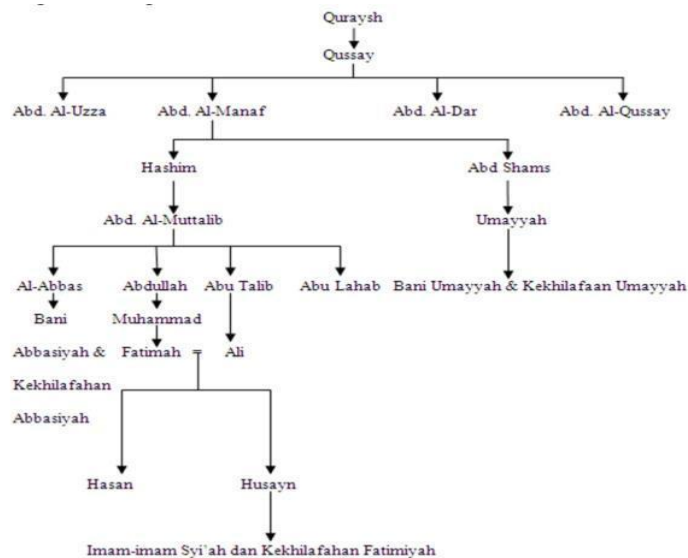 Quraysh
Qussay
Abd. Al-Uzza Abd. Al-Manaf Abd. Al-Dar Abd. Al-Qussay
Hashim Abd Shams
Abd. Al-Muttalib Umayyah
Al-Abbas Abdullah Abu Talib Abu Lahab Bani Umayyah & Kekhilafaan Umayyah
Bani Muhammad
Abbasiyah & Fatimah = Ali
Kekhilafahan
Abbasiyah
Hasan Husayn
Imam-imam Syi'ah dan Kekhilafahan Fatimiyah